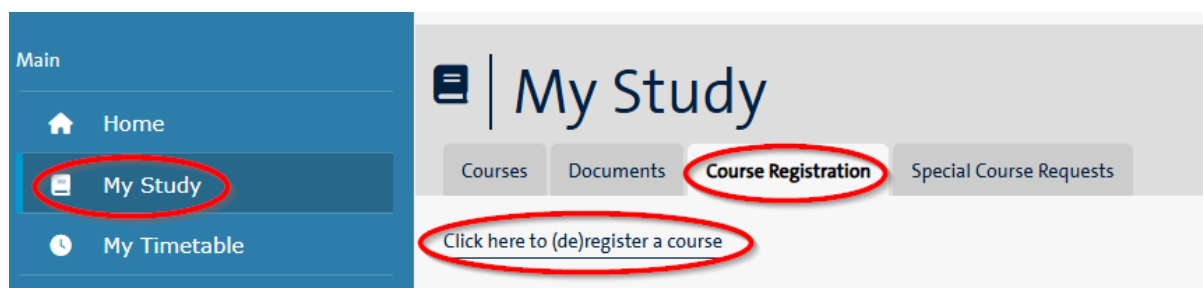 Main
Home
My Study
My Timetable
My Study
Courses Documents Course Registration Special Course Requests
Click here to (de)register a course